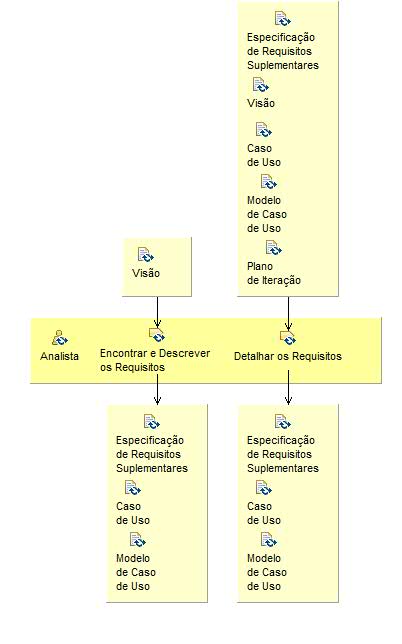 Especificação
de Requisitos
Suplementares
Visão
Caso
de Uso
Modelo
de Caso
de Uso
Plano
de Iteração
Visão
Analista
Encontrar e Descrever
os Requisitos
Detalhar os Requisitos
Especificação
de Requisitos
Suplementares
Caso
de Uso
Modelo
de Caso
de Uso
Especificação
de Requisitos
Suplementares
Caso
de Uso
Modelo
de Caso
de Uso